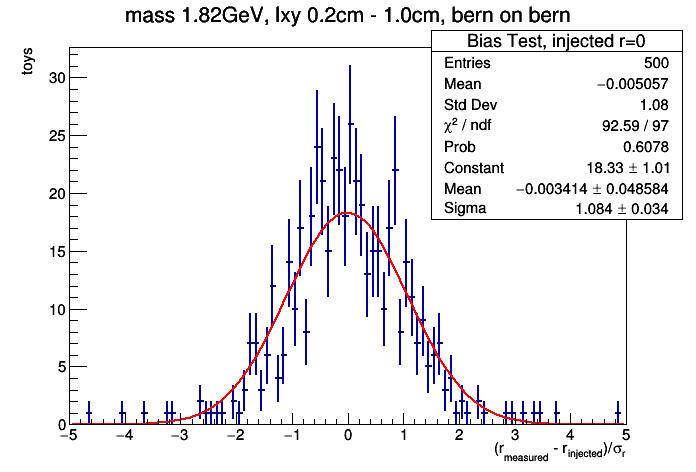 mass 1.82GeV, lxy 0.2cm - 1.0cm, bern on bern
Bias Test, injected r=0
Entries 500
Mean −0.005057
Std Dev 1.08
χ² / ndf 92.59 / 97
Prob 0.6078
Constant 18.33 ± 1.01
Mean −0.003414 ± 0.048584
Sigma 1.084 ± 0.034
toys
30
25
20
15
10
5
0
−5 −4 −3 −2 −1 0 1 2 3 4 5
(r_measured - r_injected)/σ_r